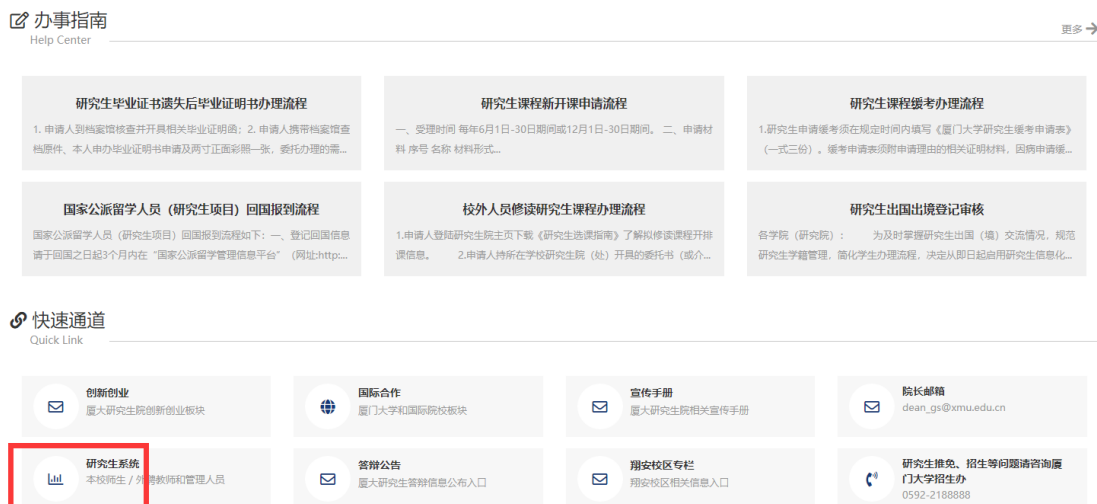 办事指南
Help Center
更多
研究生毕业证书遗失后毕业证明书办理流程
1. 申请人到档案馆核查并开具相关毕业证明函；2. 申请人携带档案馆查
档原件、本人申办毕业证明书申请及两寸正面彩照一张，委托办理的需...
研究生课程新开课申请流程
一、受理时间 每年6月1日-30日期间或12月1日-30日期间。 二、申请材
料 序号 名称 材料形式...
研究生课程缓考办理流程
1.研究生申请缓考须在规定时间内填写《厦门大学研究生缓考申请表》
（一式三份）。缓考申请表须附申请理由的相关证明材料，因病申请缓...
国家公派留学人员（研究生项目）回国报到流程
国家公派留学人员（研究生项目）回国报到流程如下：一、登记回国信息
请于回国之日起3个月内在“国家公派留学管理信息平台”（网址:http:...
校外人员修读研究生课程办理流程
1.申请人登陆研究生院主页下载《研究生选课指南》了解拟修读课程开排
课信息。 2.申请人持所在学校研究生院（处）开具的委托书（或介...
研究生出国出境登记审核
各学院（研究院）： 为及时掌握研究生出国（境）交流情况，规范
研究生学籍管理，简化学生办理流程，决定从即日起启用研究生信息化...
快速通道
Quick Link
创新创业
厦大研究生院创新创业板块
国际合作
厦门大学和国际院校板块
宣传手册
厦大研究生院相关宣传手册
院长邮箱
dean_gs@xmu.edu.cn
研究生系统
本校师生 / 外聘教师和管理人员
答辩公告
厦大研究生答辩信息公布入口
翔安校区专栏
翔安校区相关信息入口
研究生推免、招生等问题请咨询厦
门大学招生办
0592-2188888